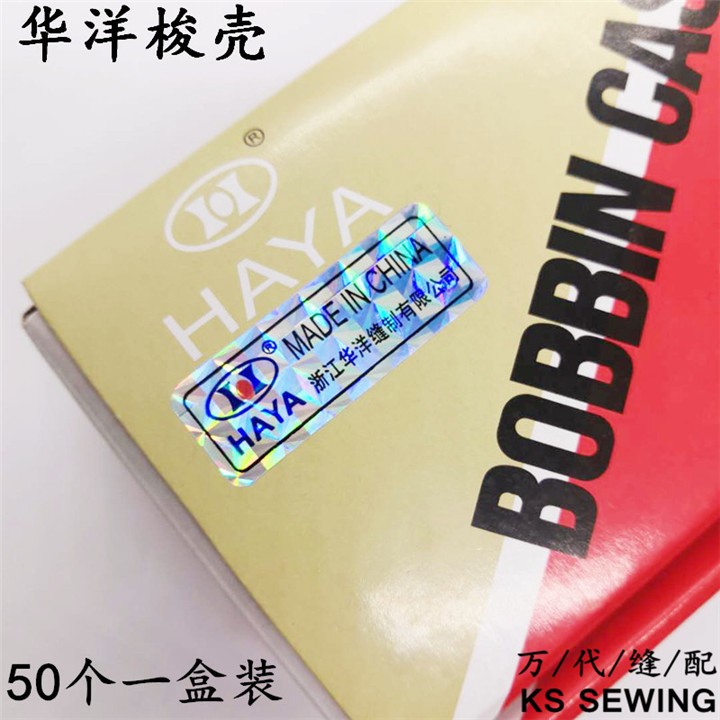 华洋梭壳
®
HAYA
BOBBIN CAS
®
HAYA
MADE IN CHINA
浙江华洋缝制有限公司
50个一盒装
万/代/缝/配
KS SEWING